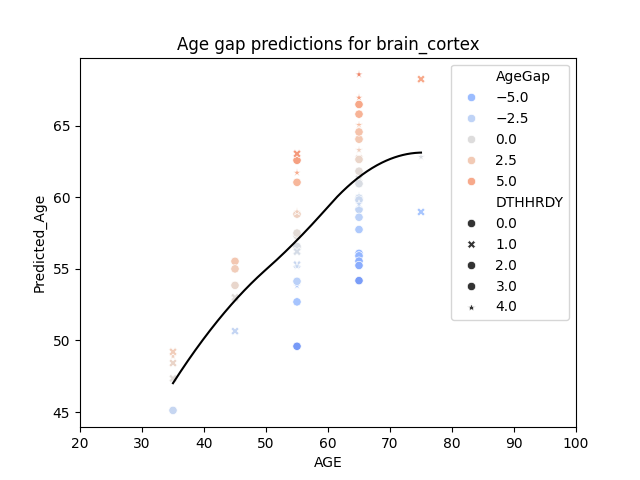 Age gap predictions for brain_cortex
Predicted_Age
65
60
55
50
45
20 30 40 50 60 70 80 90 100
AGE
AgeGap
−5.0
−2.5
0.0
2.5
5.0
DTHHRDY
0.0
1.0
2.0
3.0
4.0